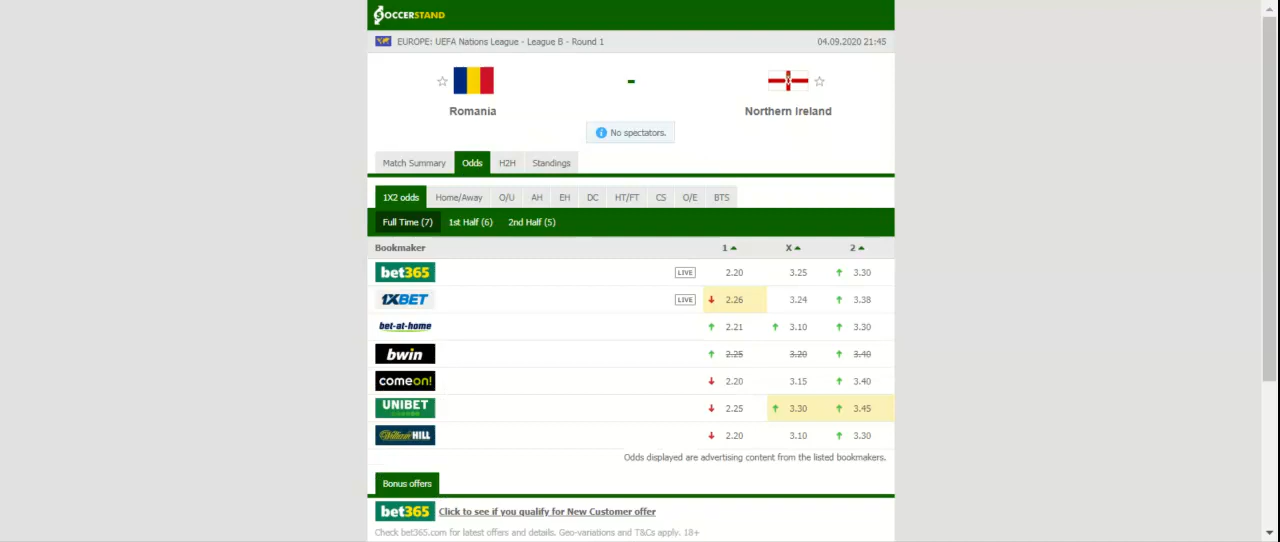 SOCCERSTAND
EUROPE: UEFA Nations League - League B - Round 1 04.09.2020 21:45
-
Romania Northern Ireland
No spectators.
Match Summary Odds H2H Standings
1X2 odds Home/Away O/U AH EH DC HT/FT CS O/E BTS
Full Time (7) 1st Half (6) 2nd Half (5)
Bookmaker 1 X 2
bet365 LIVE 2.20 3.25 3.30
1XBET LIVE 2.26 3.24 3.38
bet-at-home 2.21 3.10 3.30
bwin 2.25 3.20 3.40
comeon! 2.20 3.15 3.40
UNIBET 2.25 3.30 3.45
William HILL 2.20 3.10 3.30
Odds displayed are advertising content from the listed bookmakers.
Bonus offers
bet365 Click to see if you qualify for New Customer offer
Check bet365.com for latest offers and details. Geo-variations and T&Cs apply. 18+